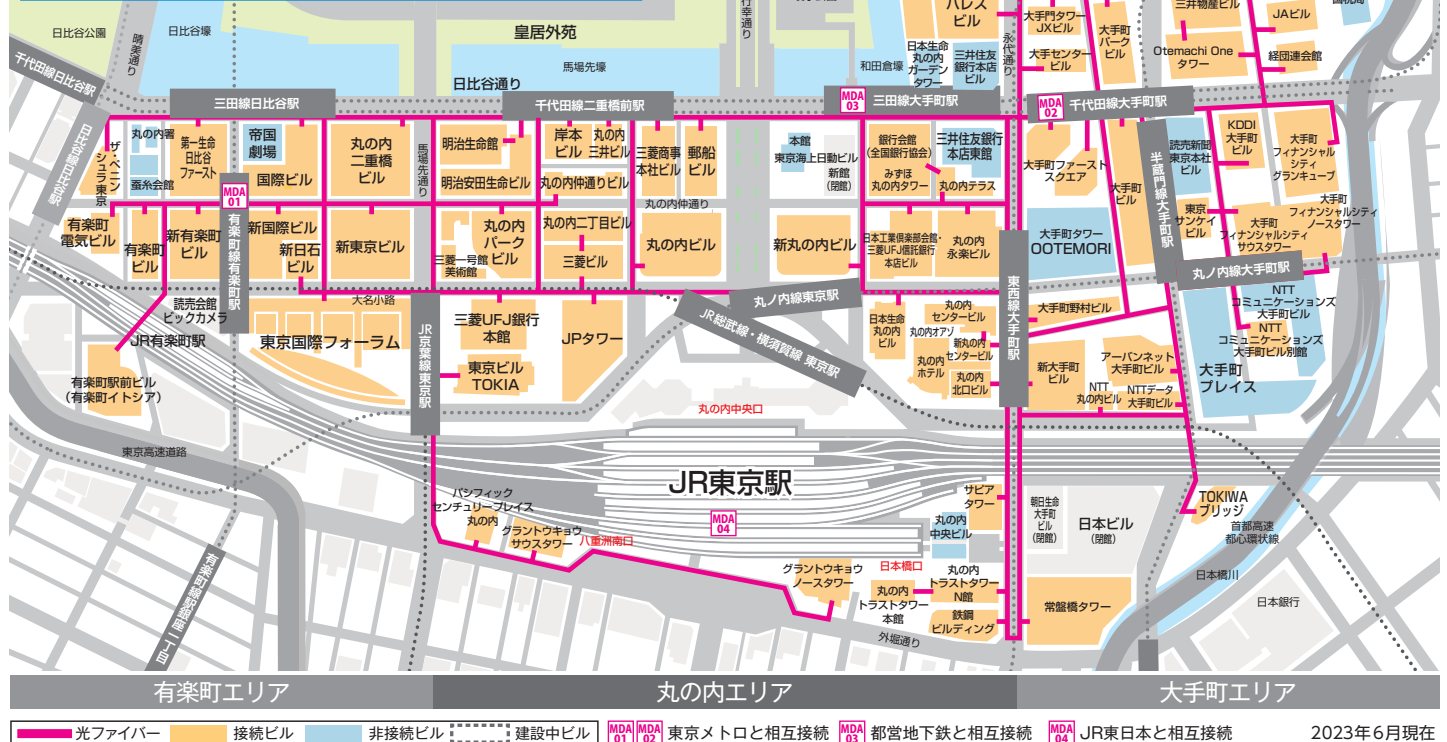 パレス
ビル
大手門タワー
JXビル
大手センター
ビル
大手町
パーク
ビル
三井物産ビル
Otemachi One
タワー
JAビル
経団連会館
日比谷公園
晴海通り
日比谷壕
皇居外苑
馬場先壕
日比谷通り
行幸通り
和田倉壕
日本生命
丸の内
ガーデン
タワー
三井住友
銀行本店
ビル
永代通り
千代田線日比谷駅
三田線日比谷駅
千代田線二重橋前駅
MDA
03
三田線大手町駅
MDA
02
千代田線大手町駅
日比谷線日比谷駅
ザ・ペニン
シュラ東京
丸の内署
蚕糸会館
第一生命
日比谷
ファースト
帝国
劇場
国際ビル
丸の内
二重橋
ビル
馬場先通り
明治生命館
明治安田生命ビル
岸本
ビル
丸の内
三井ビル
丸の内仲通りビル
三菱商事
本社ビル
郵船
ビル
丸の内仲通り
本館
東京海上日動ビル
新館
(閉館)
銀行会館
(全国銀行協会)
みずほ
丸の内タワー
三井住友銀行
本店東館
丸の内テラス
大手町ファースト
スクエア
大手町
ビル
半蔵門線大手町駅
読売新聞
東京本社
ビル
KDDI
大手町
ビル
大手町
フィナンシャル
シティ
グランキューブ
MDA
01
有楽町線有楽町駅
有楽町
電気ビル
有楽町
ビル
新有楽町
ビル
新国際ビル
新日石
ビル
新東京ビル
三菱一号館
美術館
丸の内
パーク
ビル
丸の内二丁目ビル
三菱ビル
丸の内ビル
新丸の内ビル
日本工業倶楽部会館・
三菱UFJ信託銀行
本店ビル
丸の内
永楽ビル
東西線大手町駅
大手町タワー
OOTEMORI
東京
サンケイ
ビル
大手町
フィナンシャルシティ
サウスタワー
大手町
フィナンシャルシティ
ノースタワー
丸ノ内線大手町駅
読売会館
ビックカメラ
JR有楽町駅
有楽町駅前ビル
(有楽町イトシア)
大名小路
東京国際フォーラム
JR京葉線東京駅
三菱UFJ銀行
本館
東京ビル
TOKIA
JPタワー
丸ノ内線東京駅
JR総武線・横須賀線 東京駅
日本生命
丸の内
ビル
丸の内
センタービル
丸の内オアゾ
新丸の内
センタービル
丸の内
ホテル
丸の内
北口ビル
大手町野村ビル
新大手町
ビル
アーバンネット
大手町ビル
NTT
丸の内ビル
NTTデータ
大手町ビル
NTT
コミュニケーションズ
大手町ビル
NTT
コミュニケーションズ
大手町ビル別館
大手町
プレイス
丸の内中央口
東京高速道路
JR東京駅
MDA
04
パシフィック
センチュリープレイス
丸の内
グラントウキョウ
サウスタワー
八重洲南口
サピア
タワー
丸の内
中央ビル
日本橋口
グラントウキョウ
ノースタワー
丸の内
トラストタワー
本館
丸の内
トラストタワー
N館
鉄鋼
ビルディング
外堀通り
朝日生命
大手町
ビル
(閉館)
日本ビル
(閉館)
TOKIWA
ブリッジ
首都高速
都心環状線
日本橋川
常盤橋タワー
日本銀行
有楽町線銀座一丁目
有楽町エリア
丸の内エリア
大手町エリア
光ファイバー 接続ビル 非接続ビル 建設中ビル MDA 01 MDA 02 東京メトロと相互接続 MDA 03 都営地下鉄と相互接続 MDA 04 JR東日本と相互接続 2023年6月現在